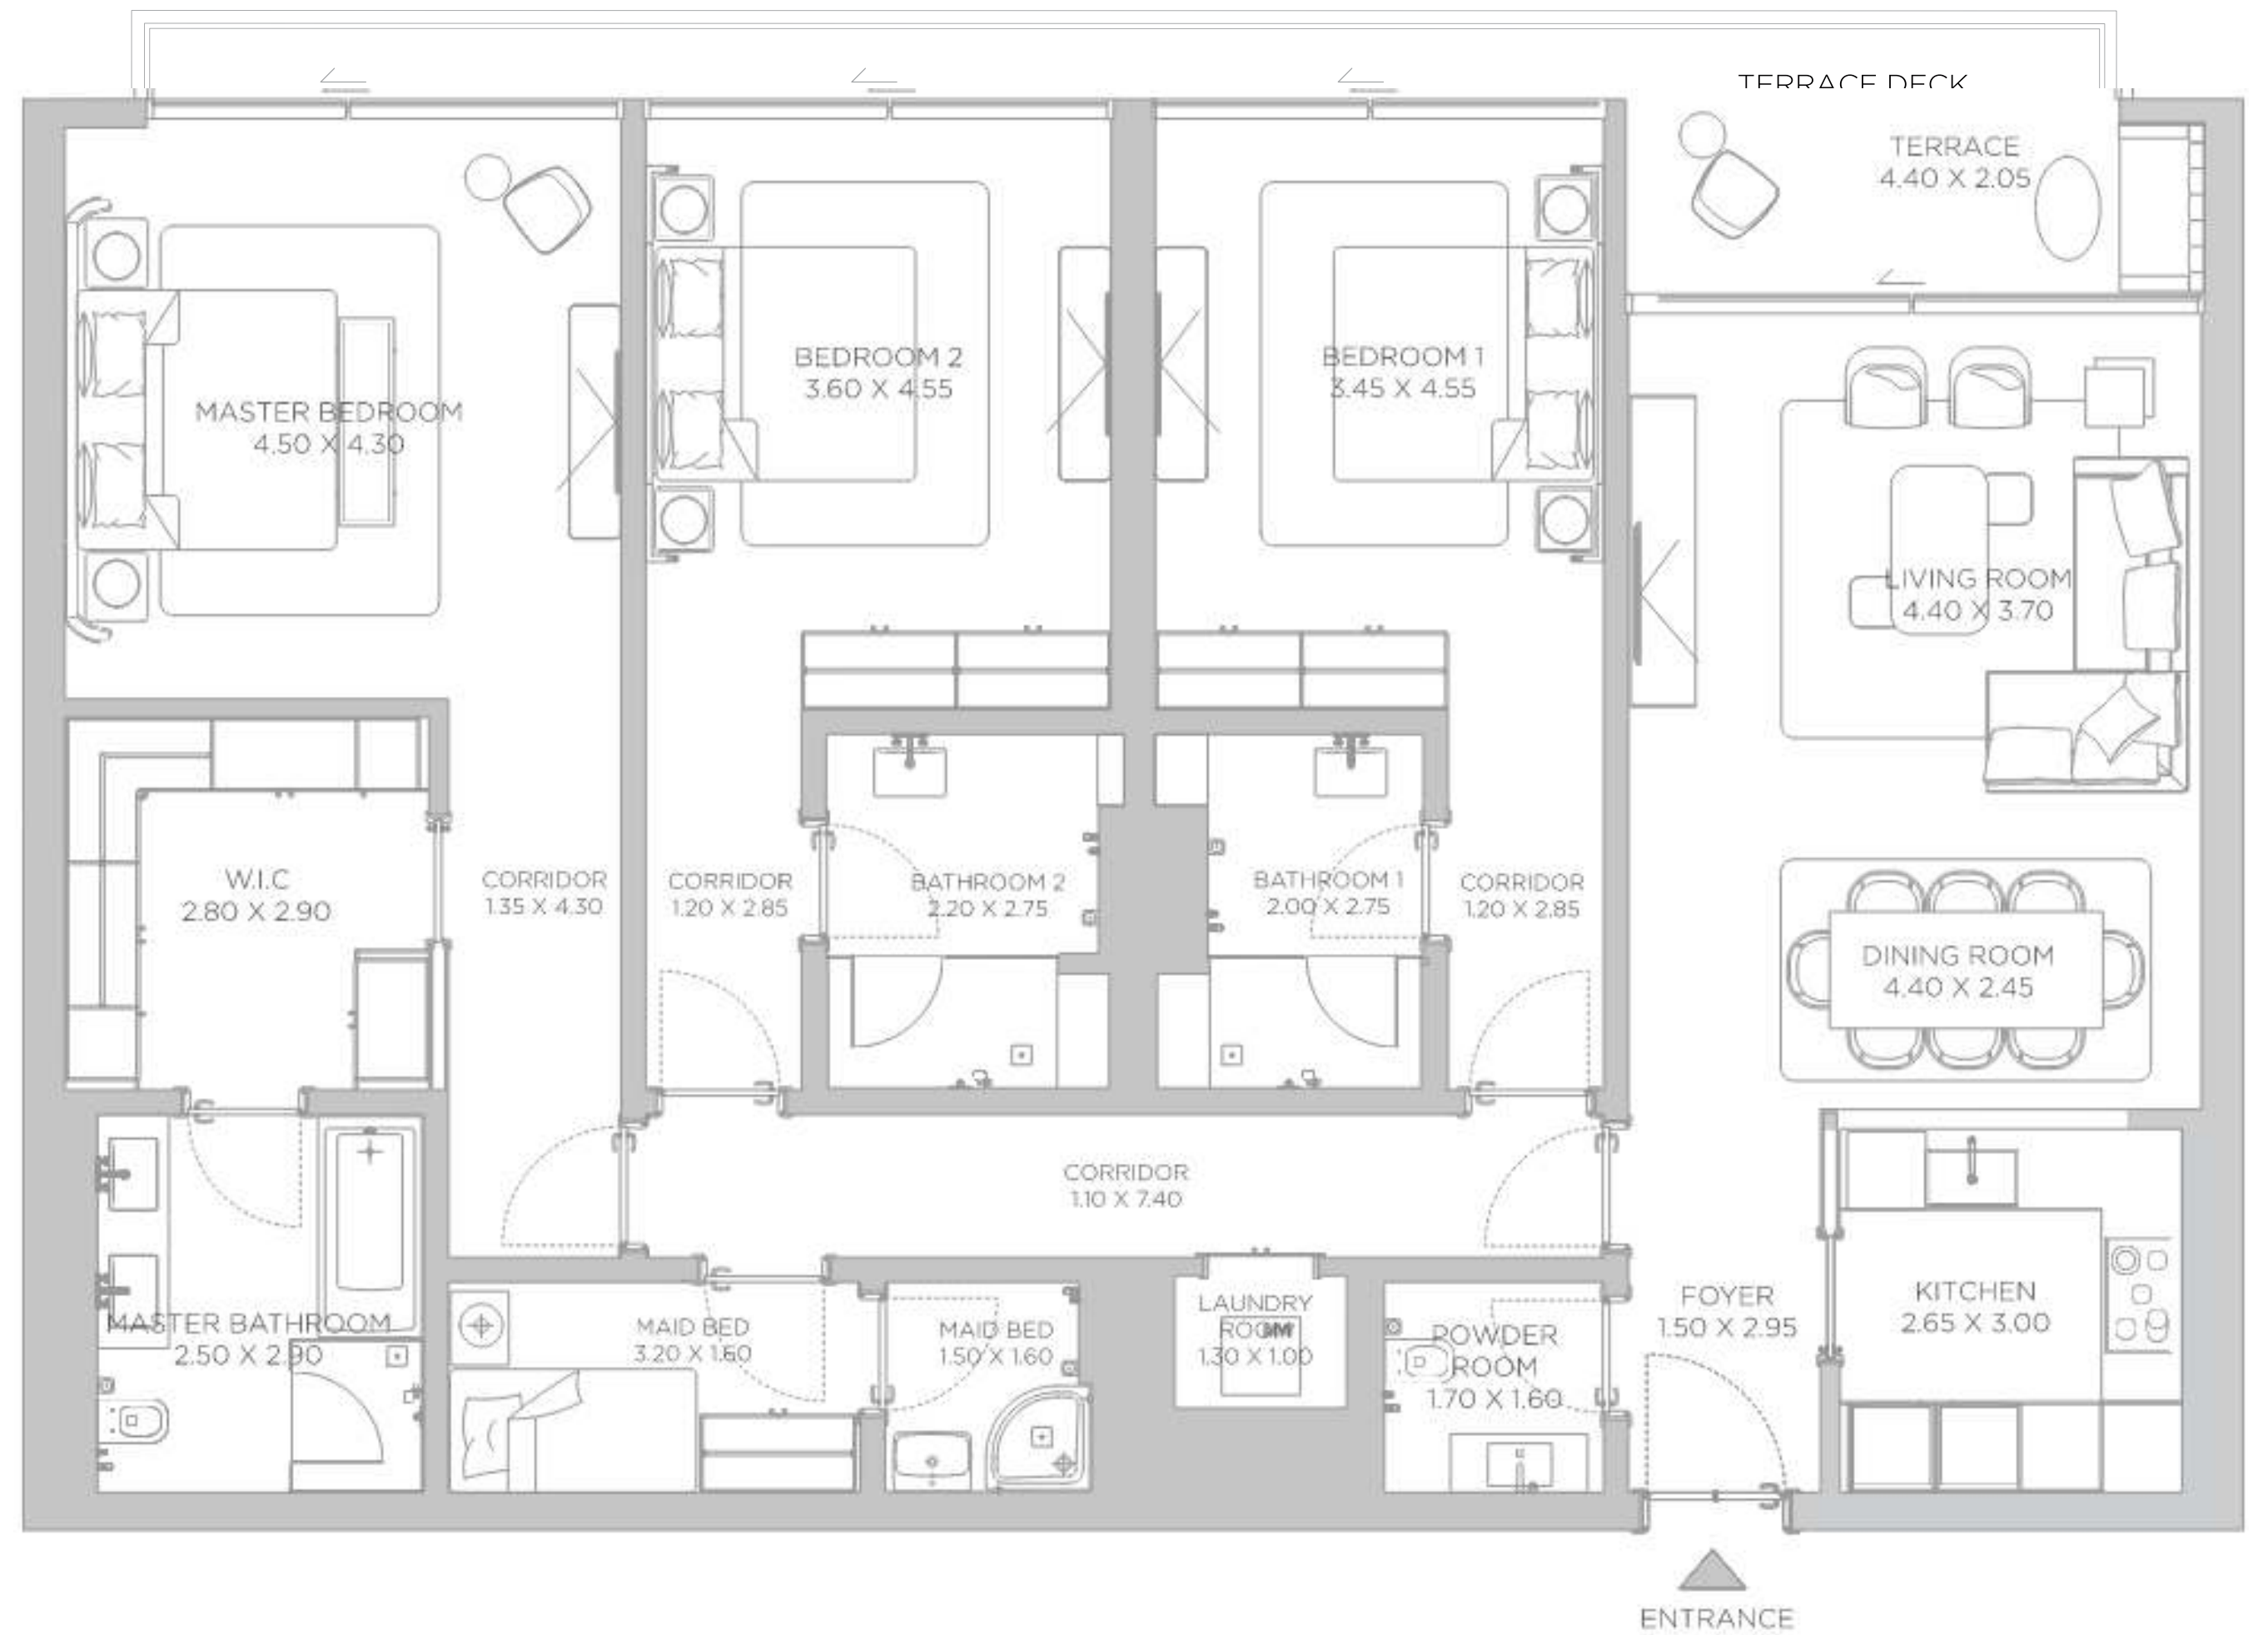 TERRACE DECK
TERRACE
4.40 X 2.05
BEDROOM 2
3.60 X 4.55
BEDROOM 1
3.45 X 4.55
MASTER BEDROOM
4.50 X 4.30
LIVING ROOM
4.40 X 3.70
W.I.C
2.80 X 2.90
CORRIDOR
1.35 X 4.30
CORRIDOR
1.20 X 2.85
BATHROOM 2
2.20 X 2.75
BATHROOM 1
2.00 X 2.75
CORRIDOR
1.20 X 2.85
DINING ROOM
4.40 X 2.45
CORRIDOR
1.10 X 7.40
MASTER BATHROOM
2.50 X 2.90
MAID BED
3.20 X 1.60
MAID BED
1.50 X 1.60
LAUNDRY
ROOM
1.30 X 1.00
POWDER
ROOM
1.70 X 1.60
FOYER
1.50 X 2.95
KITCHEN
2.65 X 3.00
ENTRANCE